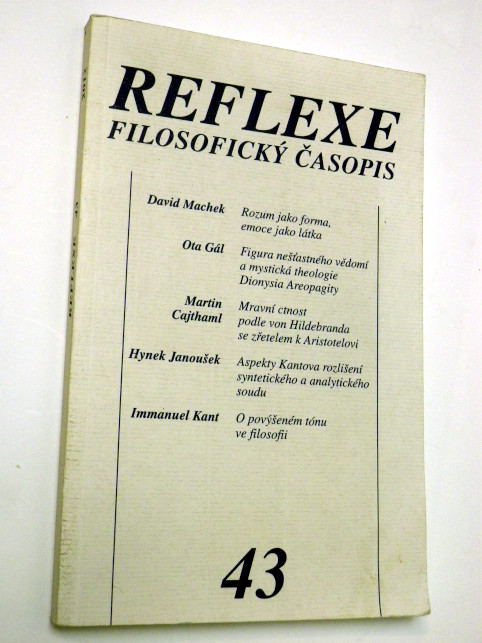 REFLEXE
FILOSOFICKÝ ČASOPIS
David Machek
Rozum jako forma,
emoce jako látka
Ota Gál
Figura nešťastného vědomí
a mystická theologie
Dionysia Areopagity
Martin
Cajthaml
Mravní ctnost
podle von Hildebranda
se zřetelem k Aristotelovi
Hynek Janoušek
Aspekty Kantova rozlišení
syntetického a analytického
soudu
Immanuel Kant
O povýšeném tónu
ve filosofii
43
REFLEXE 43